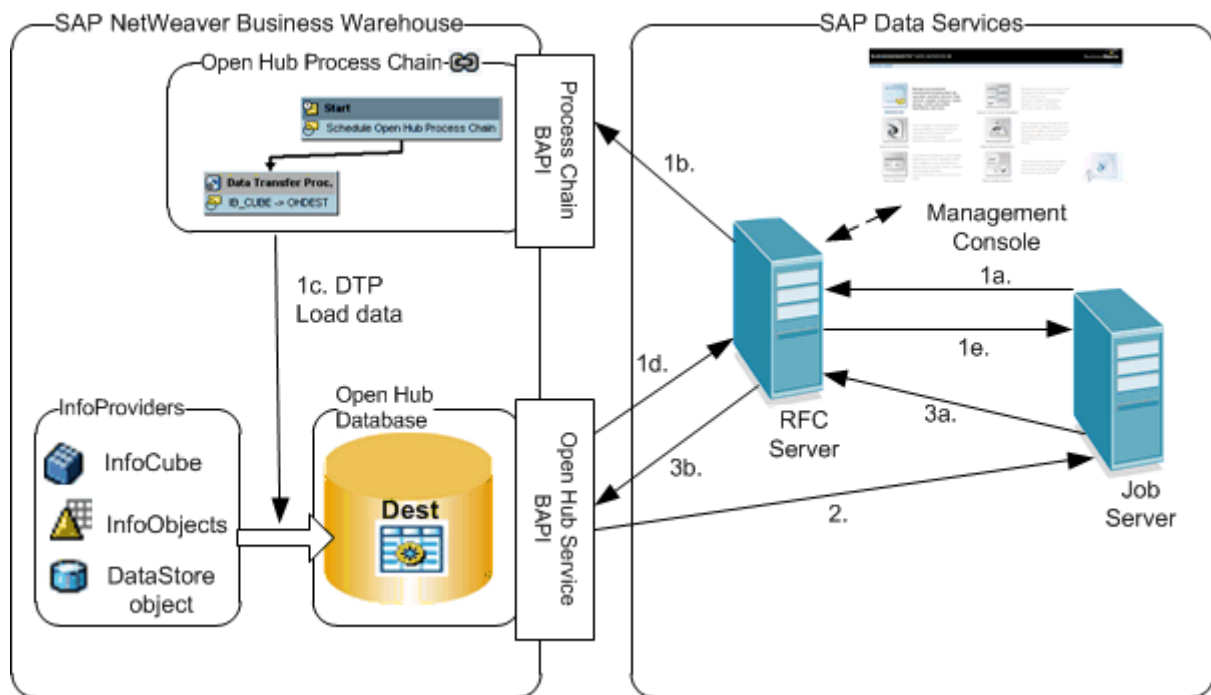 SAP NetWeaver Business Warehouse
SAP Data Services
Open Hub Process Chain
Start
Schedule Open Hub Process Chain
Data Transfer Proc.
IB_CUBE -> OHDEST
Process Chain
BAPI
1b.
Management
Console
1a.
1c. DTP
Load data
1d.
1e.
InfoProviders
InfoCube
InfoObjects
DataStore
object
Open Hub
Database
Dest
Open Hub Service
BAPI
RFC
Server
3a.
3b.
2.
Job
Server